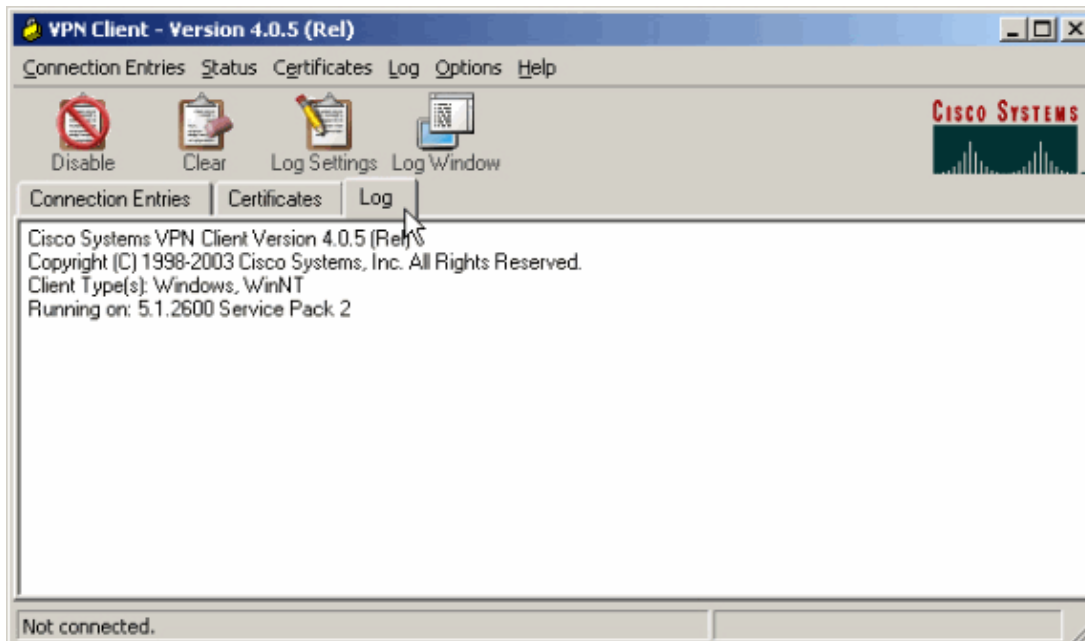 VPN Client - Version 4.0.5 (Rel)
Connection Entries Status Certificates Log Options Help
Disable Clear Log Settings Log Window
CISCO SYSTEMS
Connection Entries Certificates Log
Cisco Systems VPN Client Version 4.0.5 (Rel)
Copyright (C) 1998-2003 Cisco Systems, Inc. All Rights Reserved.
Client Type(s): Windows, WinNT
Running on: 5.1.2600 Service Pack 2
Not connected.